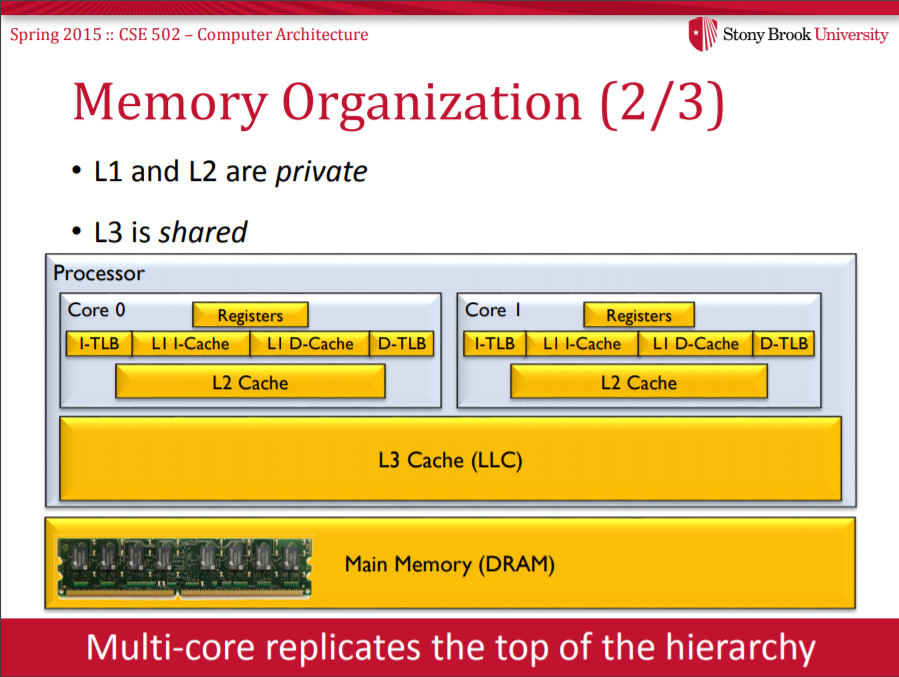 Spring 2015 :: CSE 502 – Computer Architecture
Stony Brook University
Memory Organization (2/3)
• L1 and L2 are private
• L3 is shared
Processor
Core 0
Registers
I-TLB
L1 I-Cache
L1 D-Cache
D-TLB
L2 Cache
Core 1
Registers
I-TLB
L1 I-Cache
L1 D-Cache
D-TLB
L2 Cache
L3 Cache (LLC)
Main Memory (DRAM)
Multi-core replicates the top of the hierarchy